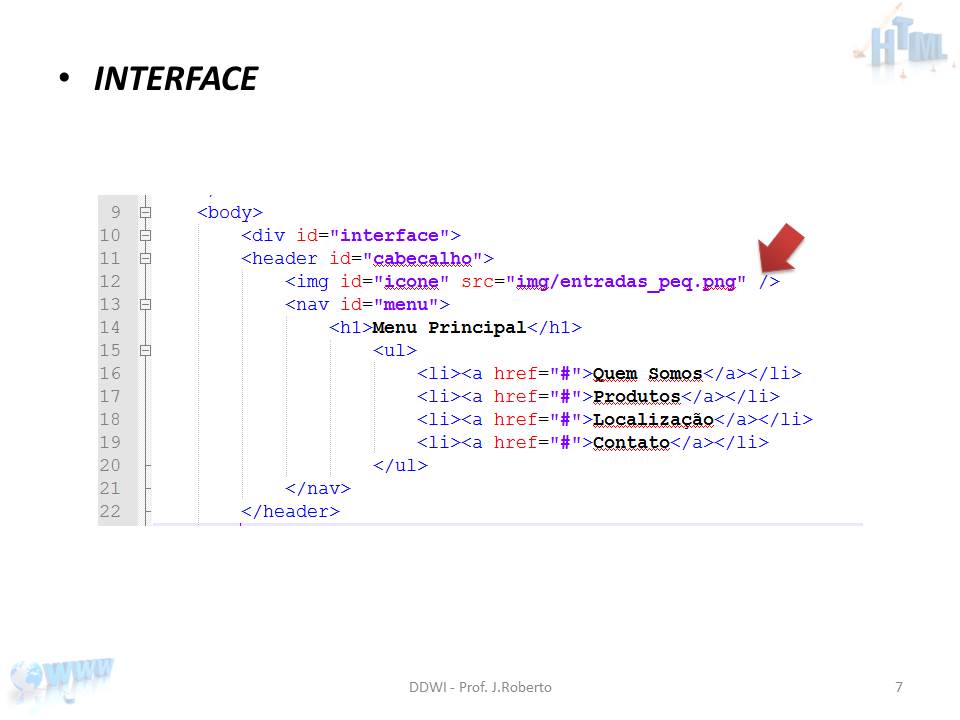 HTML
• INTERFACE
9 <body>
10 <div id="interface">
11 <header id="cabecalho">
12 <img id="icone" src="img/entradas_peq.png" />
13 <nav id="menu">
14 <h1>Menu Principal</h1>
15 <ul>
16 <li><a href="#">Quem Somos</a></li>
17 <li><a href="#">Produtos</a></li>
18 <li><a href="#">Localização</a></li>
19 <li><a href="#">Contato</a></li>
20 </ul>
21 </nav>
22 </header>
WWW
DDWI - Prof. J.Roberto
7